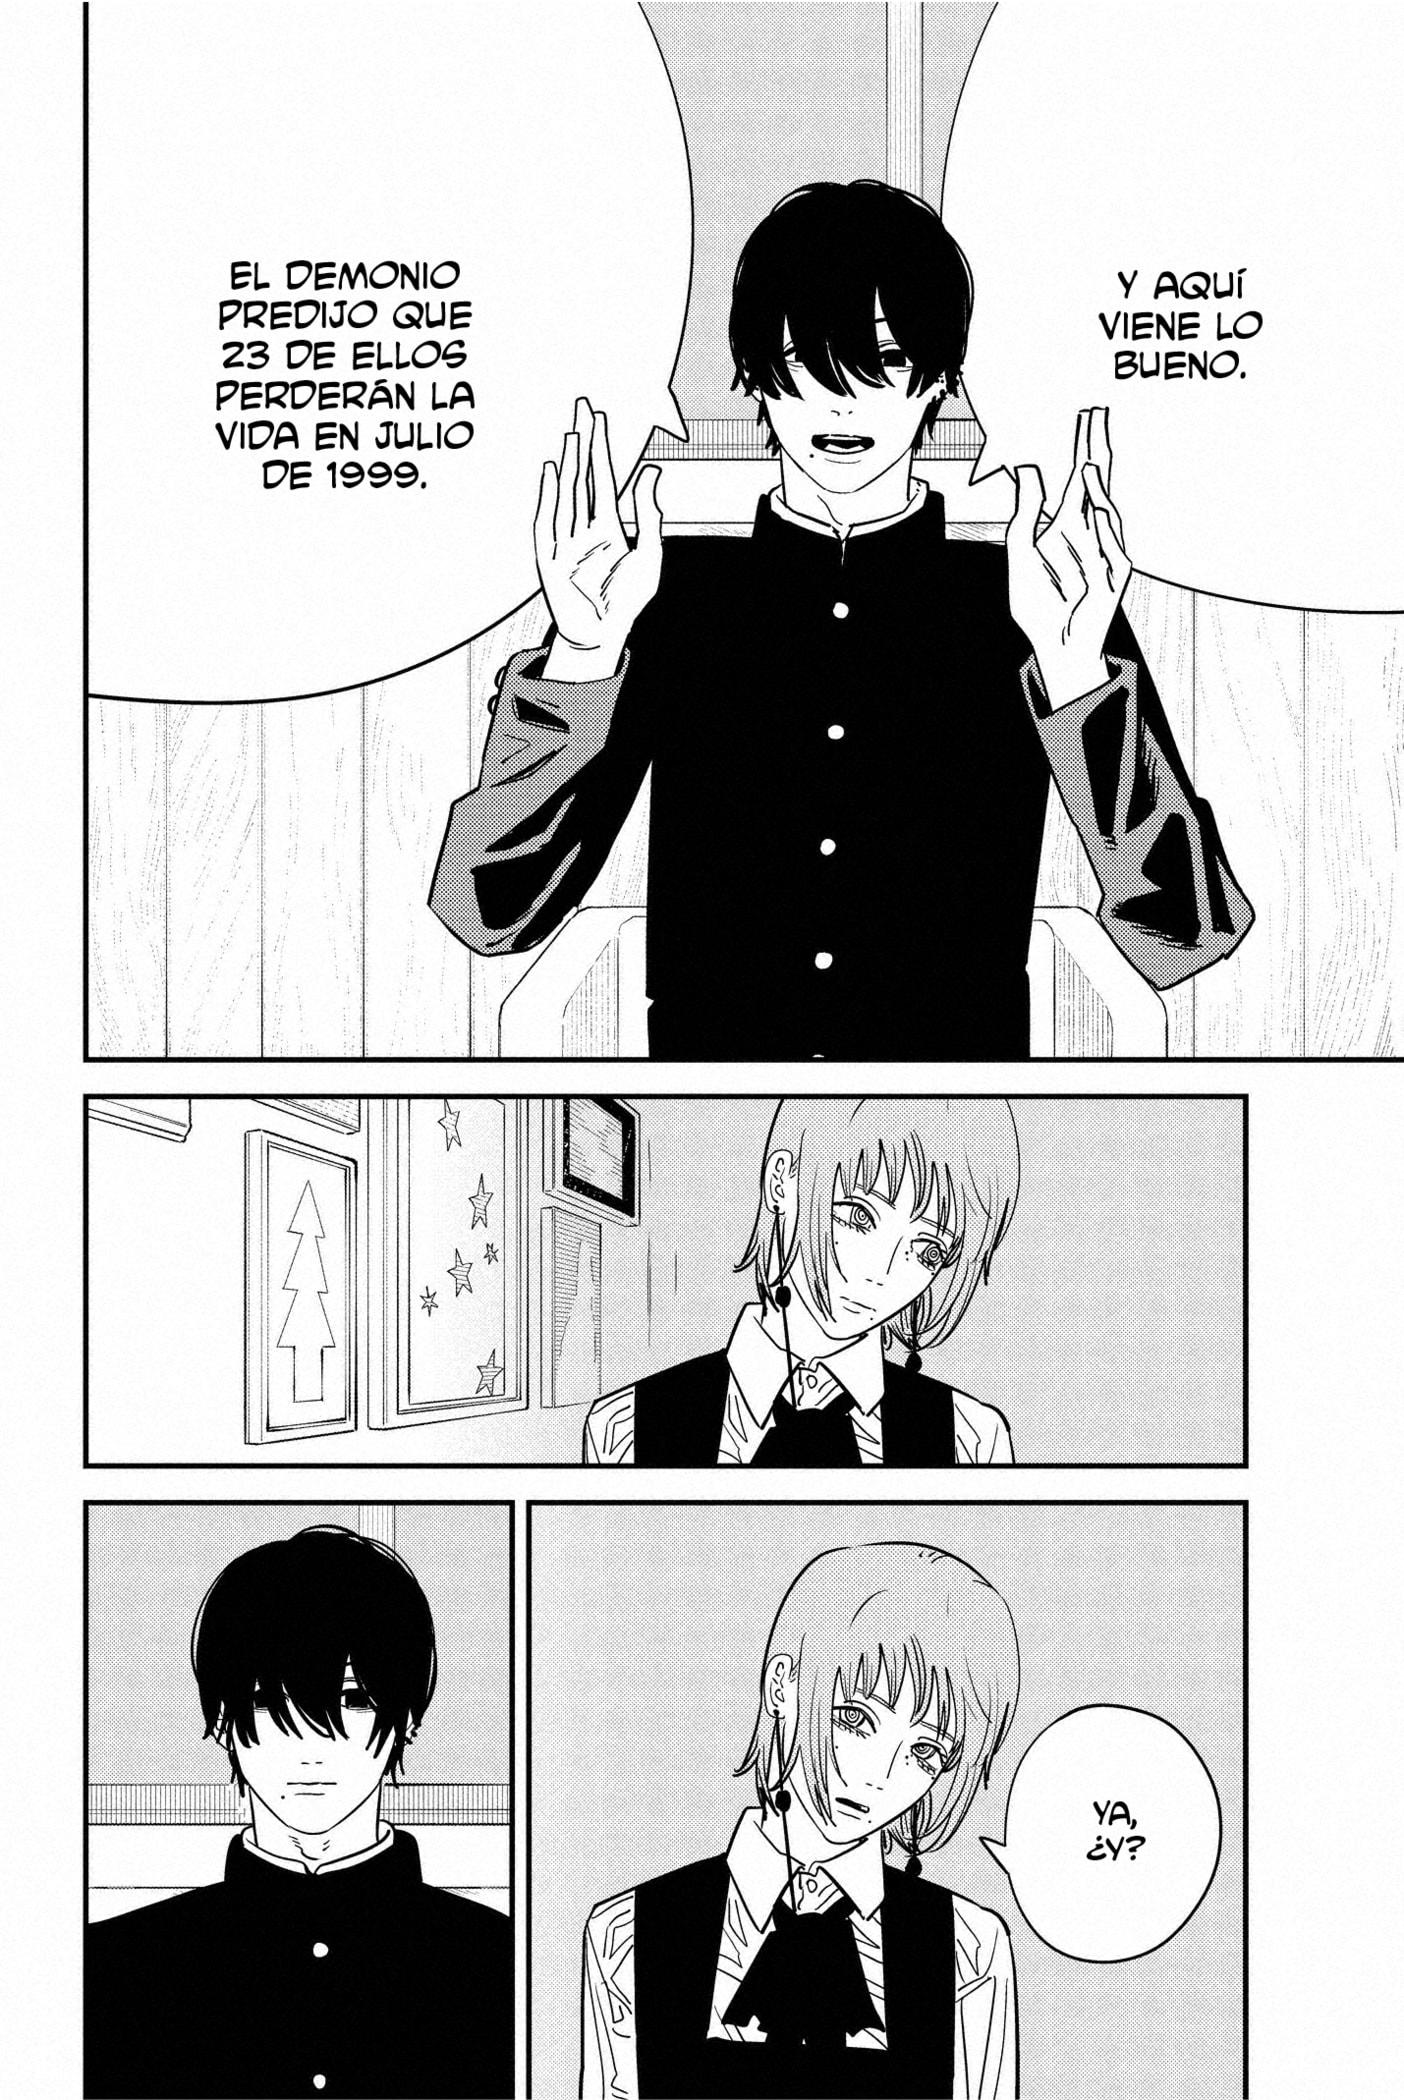 Y AQUÍ
VIENE LO
BUENO.
EL DEMONIO
PREDIJO QUE
23 DE ELLOS
PERDERÁN LA
VIDA EN JULIO
DE 1999.
YA,
¿Y?